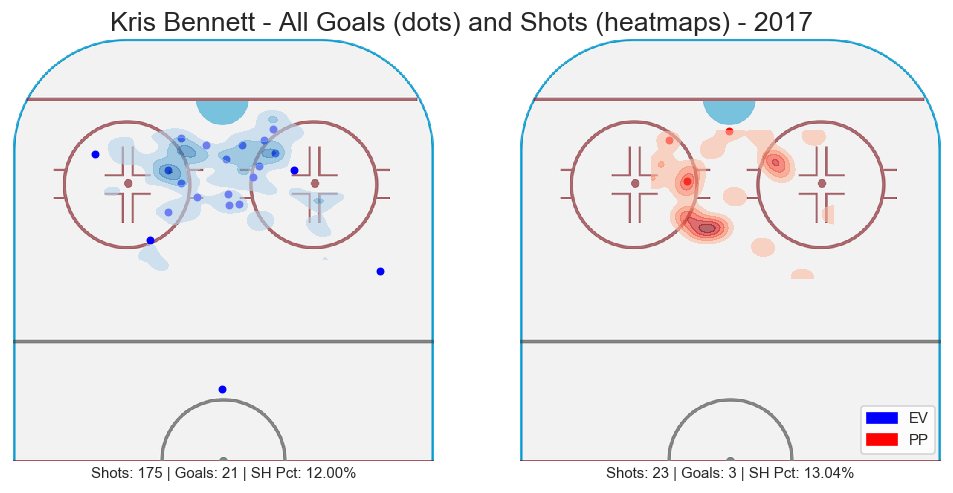 Kris Bennett - All Goals (dots) and Shots (heatmaps) - 2017
EV
PP
Shots: 175 | Goals: 21 | SH Pct: 12.00%
Shots: 23 | Goals: 3 | SH Pct: 13.04%